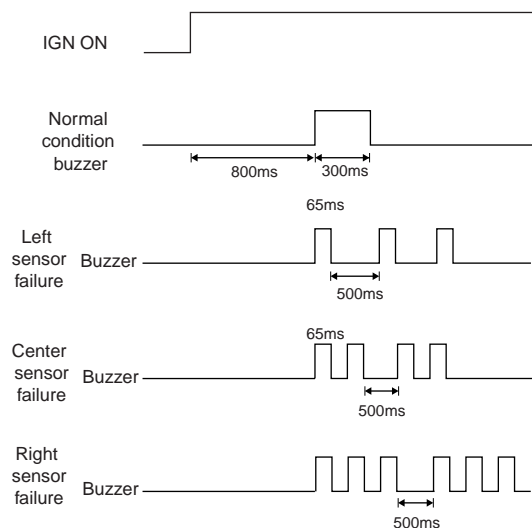 IGN ON
Normal
condition
buzzer
800ms
300ms
65ms
Left
sensor
failure
Buzzer
500ms
65ms
Center
sensor
failure
Buzzer
500ms
Right
sensor
failure
Buzzer
500ms